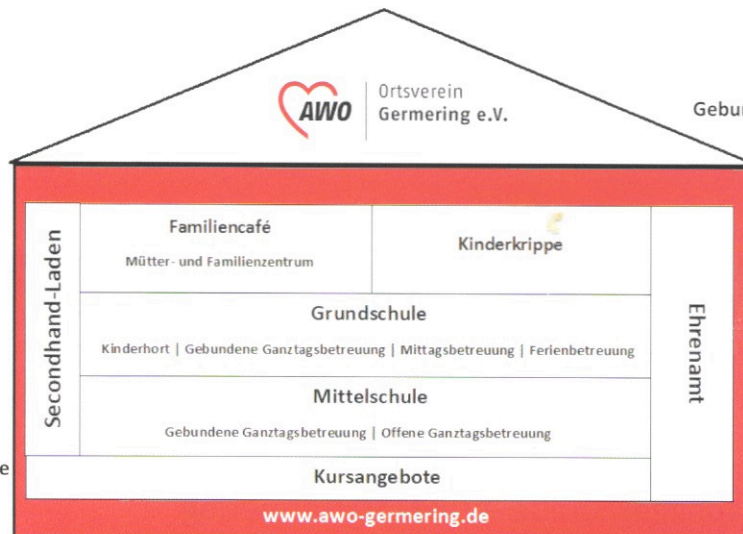 AWO
Ortsverein
Germering e.V.
Secondhand-Laden
Familiencafé
Mütter- und Familienzentrum
Kinderkrippe
Grundschule
Kinderhort | Gebundene Ganztagsbetreuung | Mittagsbetreuung | Ferienbetreuung
Mittelschule
Gebundene Ganztagsbetreuung | Offene Ganztagsbetreuung
Ehrenamt
Kursangebote
www.awo-germering.de